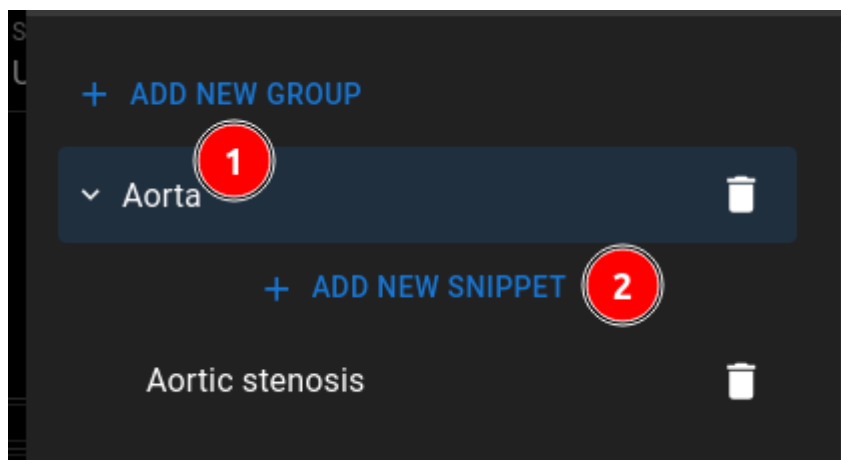 S
U
+ ADD NEW GROUP
1
Aorta
+ ADD NEW SNIPPET 2
Aortic stenosis